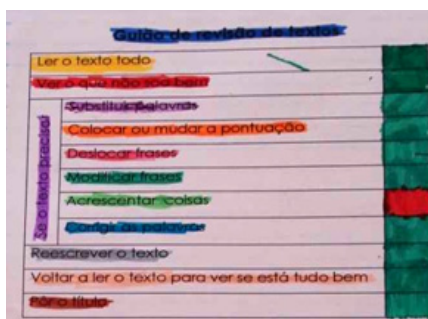 Guião de revisão de textos
Ler o texto todo
Ver o que não soa bem
Se o texto precisa:
Substituir palavras
Colocar ou mudar a pontuação
Deslocar frases
Modificar frases
Acrescentar coisas
Corrigir as palavras
Reescrever o texto
Voltar a ler o texto para ver se está tudo bem
Pôr o título